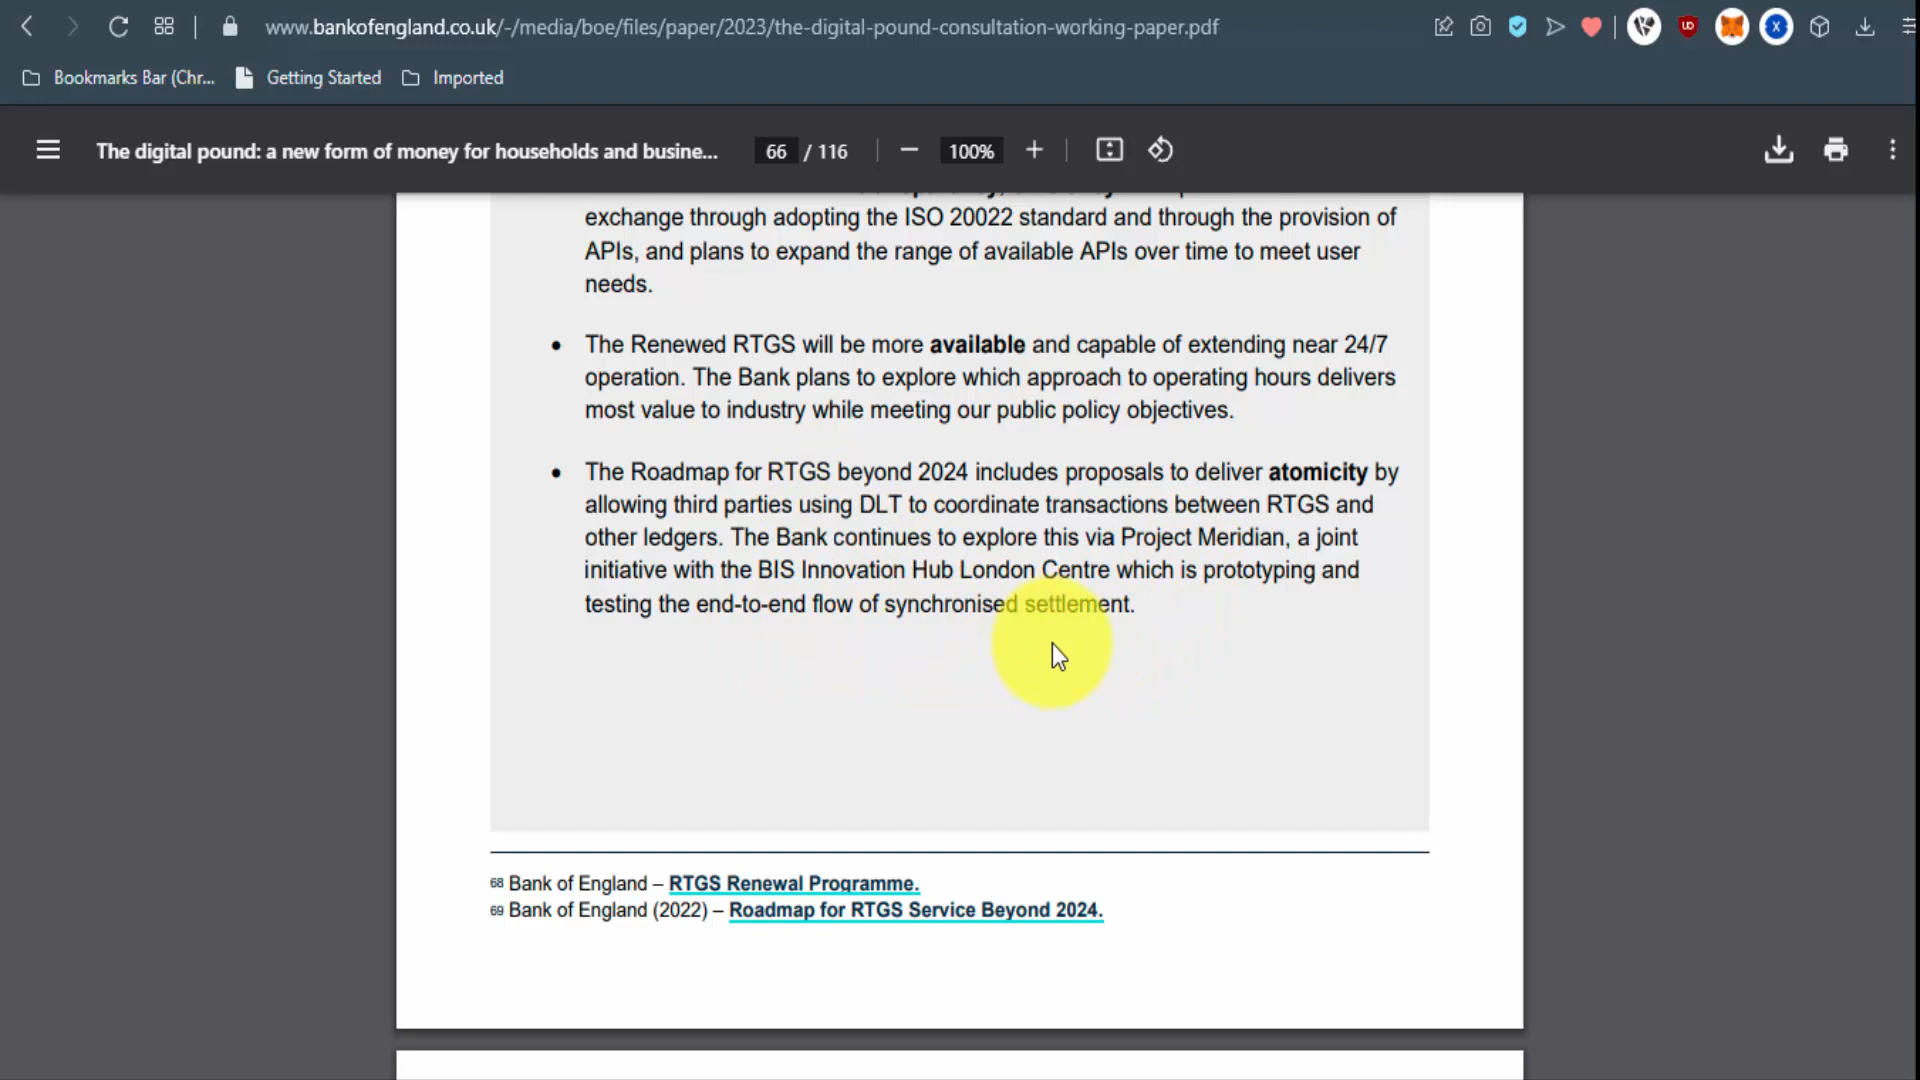 www.bankofengland.co.uk/-/media/boe/files/paper/2023/the-digital-pound-consultation-working-paper.pdf
Bookmarks Bar (Chr... Getting Started Imported
The digital pound: a new form of money for households and busine... 66 / 116 100%
exchange through adopting the ISO 20022 standard and through the provision of
APIs, and plans to expand the range of available APIs over time to meet user
needs.
• The Renewed RTGS will be more available and capable of extending near 24/7
operation. The Bank plans to explore which approach to operating hours delivers
most value to industry while meeting our public policy objectives.
• The Roadmap for RTGS beyond 2024 includes proposals to deliver atomicity by
allowing third parties using DLT to coordinate transactions between RTGS and
other ledgers. The Bank continues to explore this via Project Meridian, a joint
initiative with the BIS Innovation Hub London Centre which is prototyping and
testing the end-to-end flow of synchronised settlement.
68 Bank of England – RTGS Renewal Programme.
69 Bank of England (2022) – Roadmap for RTGS Service Beyond 2024.